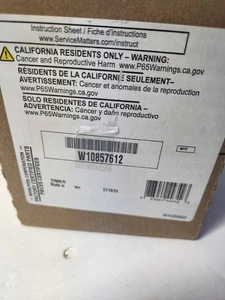 Instruction Sheet / Fiche d'instructions
www.ServiceMatters.com/instruct
CALIFORNIA RESIDENTS ONLY – WARNING:
Cancer and Reproductive Harm www.P65Warnings.ca.gov
RÉSIDENTS DE LA CALIFORNIE SEULEMENT–
AVERTISSEMENT: Cancer et anomalies de la reproduction
www.P65Warnings.ca.gov
SOLO RESIDENTES DE CALIFORNIA –
ADVERTENCIA: Cáncer y daño reproductivo
www.P65Warnings.ca.gov
W10857612
Made in